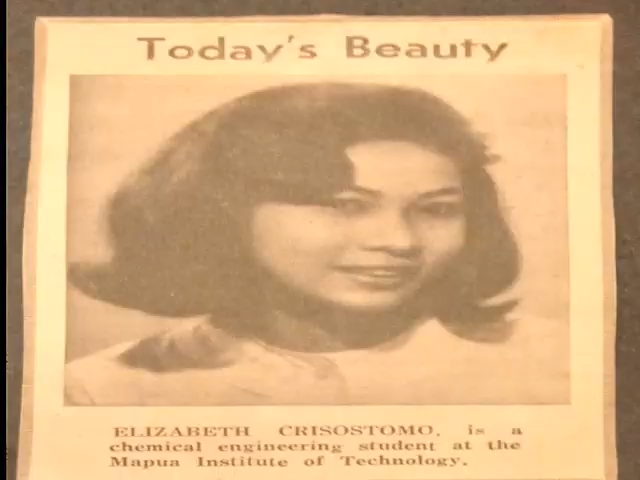 Today's Beauty
ELIZABETH CRISOSTOMO, is a
chemical engineering student at the
Mapua Institute of Technology.